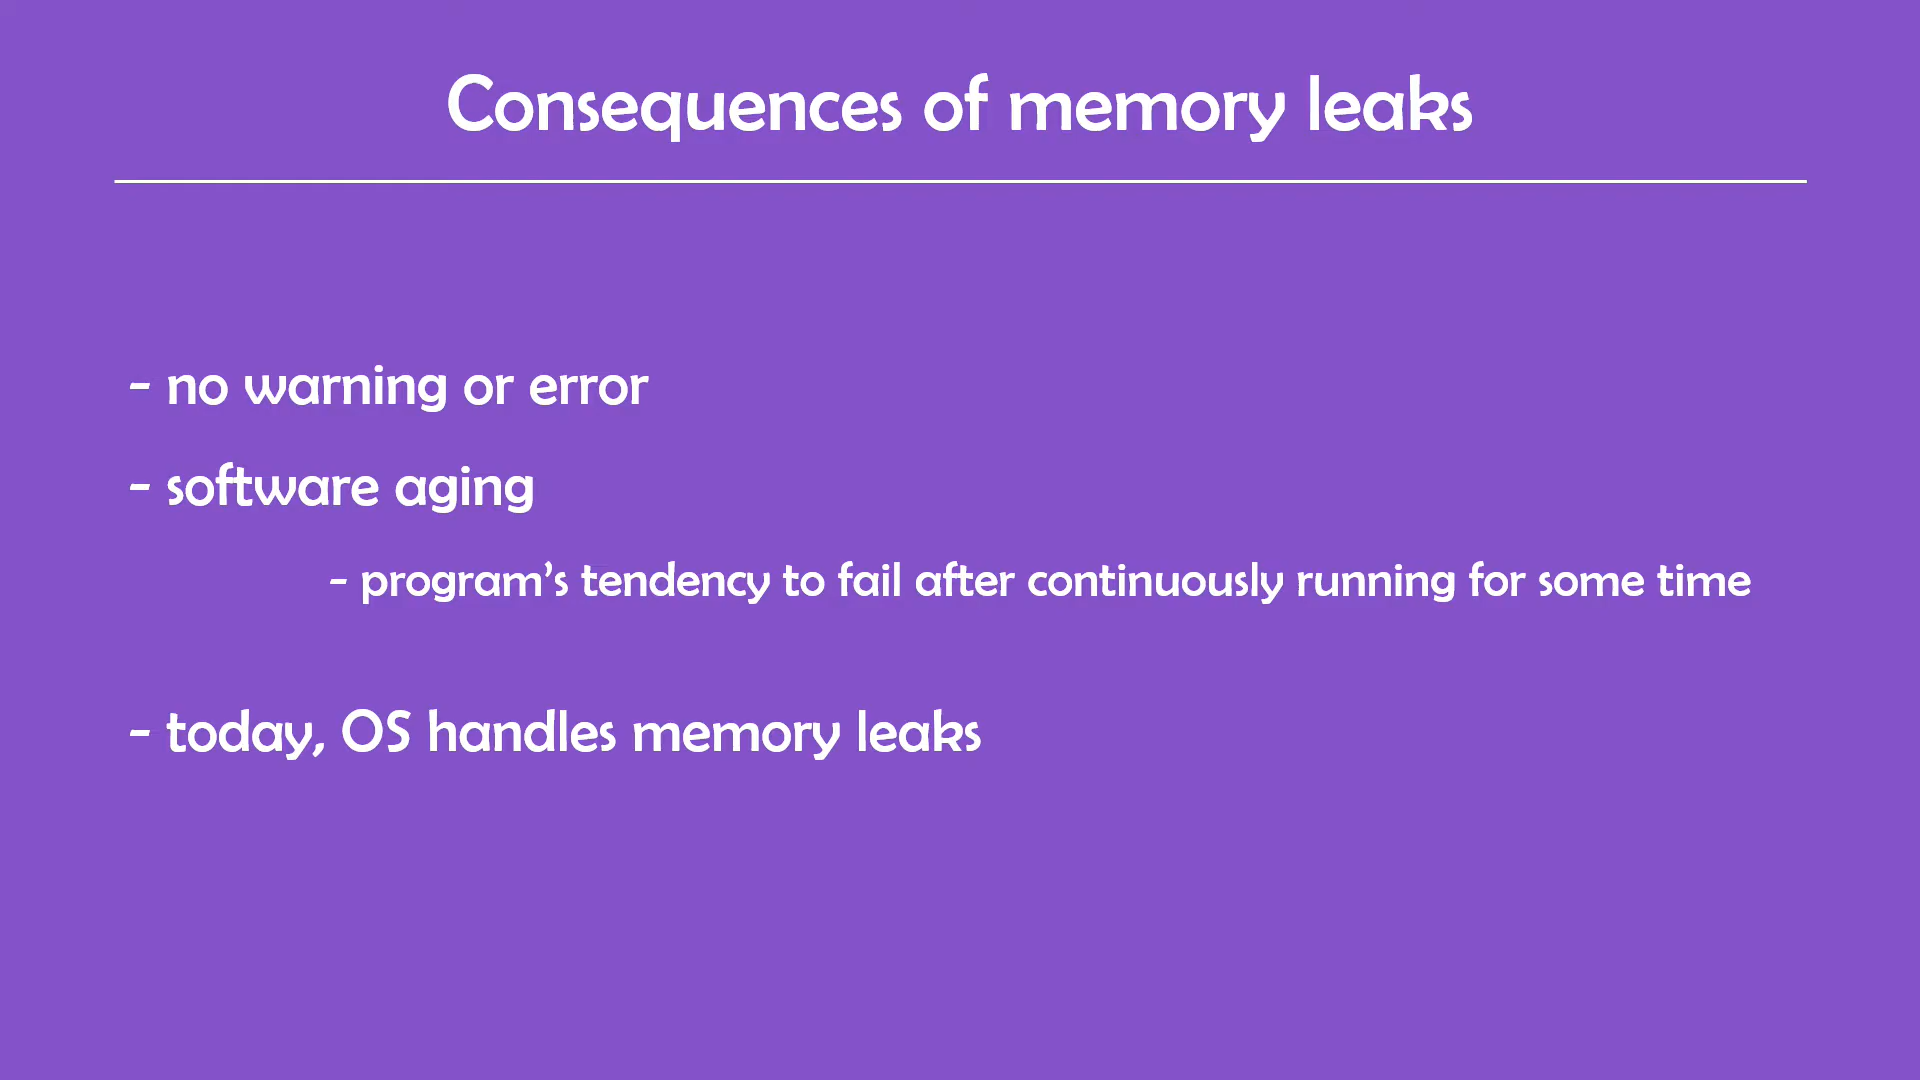 Consequences of memory leaks
- no warning or error
- software aging
- program’s tendency to fail after continuously running for some time
- today, OS handles memory leaks